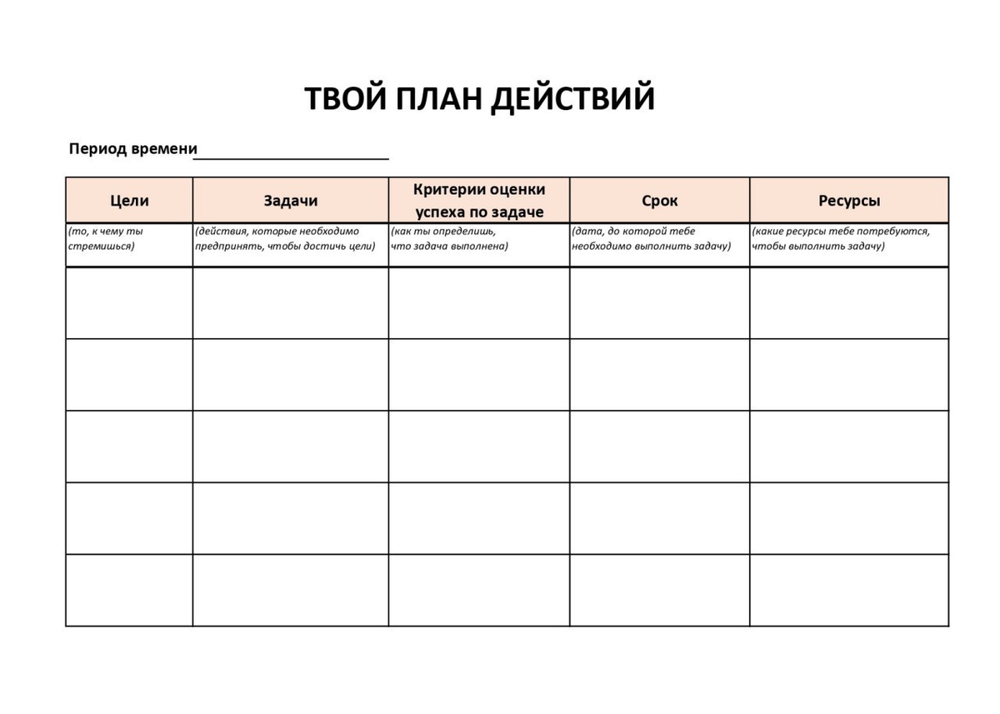 ТВОЙ ПЛАН ДЕЙСТВИЙ
Период времени
Цели
Задачи
Критерии оценки
успеха по задаче
Срок
Ресурсы
(то, к чему ты
стремишься)
(действия, которые необходимо
предпринять, чтобы достичь цели)
(как ты определишь,
что задача выполнена)
(дата, до которой тебе
необходимо выполнить задачу)
(какие ресурсы тебе потребуются,
чтобы выполнить задачу)